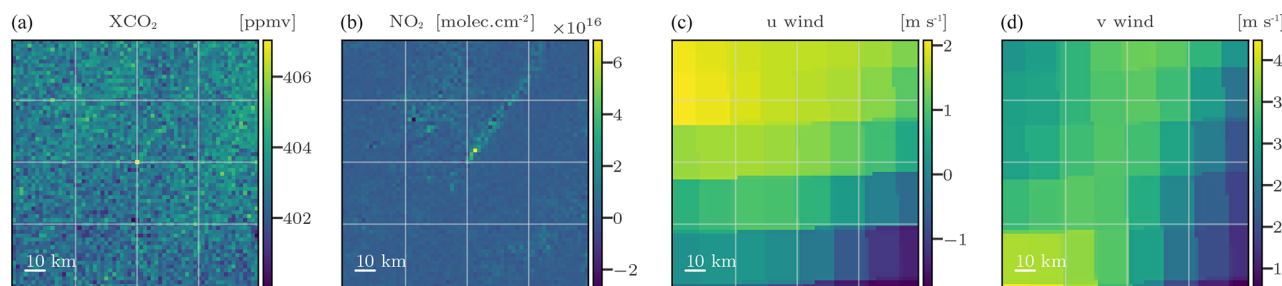 (a) XCO₂ [ppmv]
406
404
402
10 km
(b) NO₂ [molec.cm⁻²] ×10¹⁶
6
4
2
0
−2
10 km
(c) u wind [m s⁻¹]
2
1
0
−1
10 km
(d) v wind [m s⁻¹]
4
3
3
2
2
1
10 km